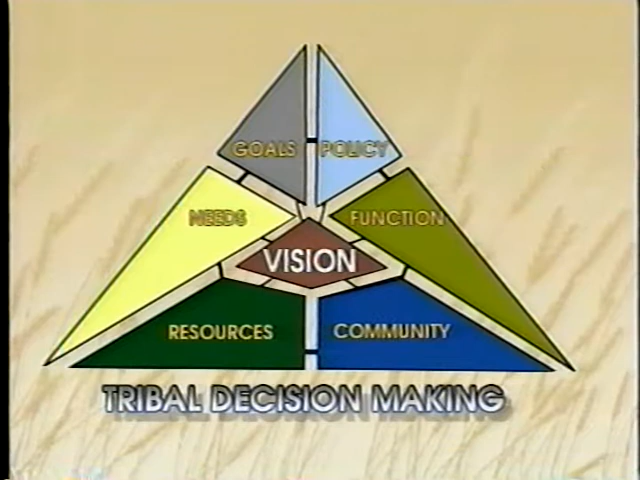 GOALS POLICY
NEEDS FUNCTION
VISION
RESOURCES COMMUNITY
TRIBAL DECISION MAKING